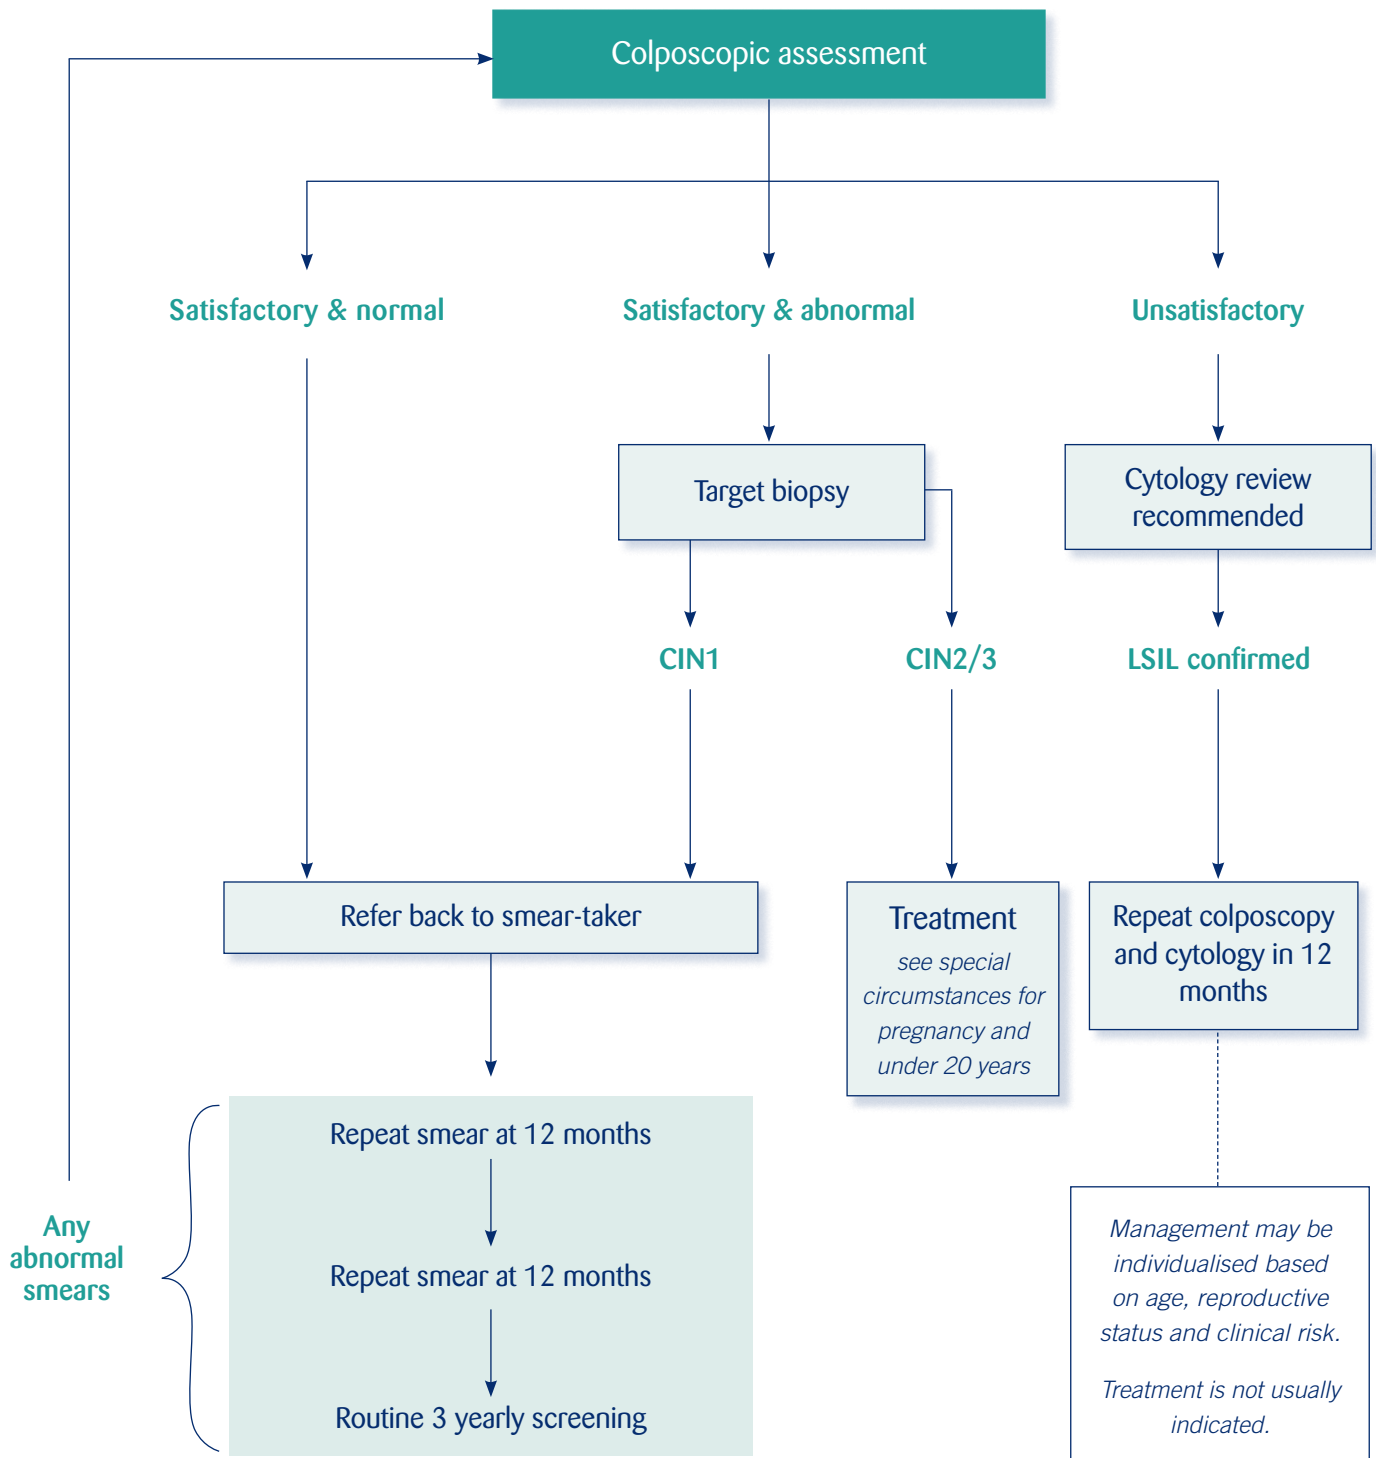 Colposcopic assessment
Satisfactory & normal
Satisfactory & abnormal
Unsatisfactory
Target biopsy
Cytology review
recommended
CIN1
CIN2/3
LSIL confirmed
Refer back to smear-taker
Treatment
see special
circumstances for
pregnancy and
under 20 years
Repeat colposcopy
and cytology in 12
months
Any
abnormal
smears
Repeat smear at 12 months
Repeat smear at 12 months
Routine 3 yearly screening
Management may be
individualised based
on age, reproductive
status and clinical risk.
Treatment is not usually
indicated.